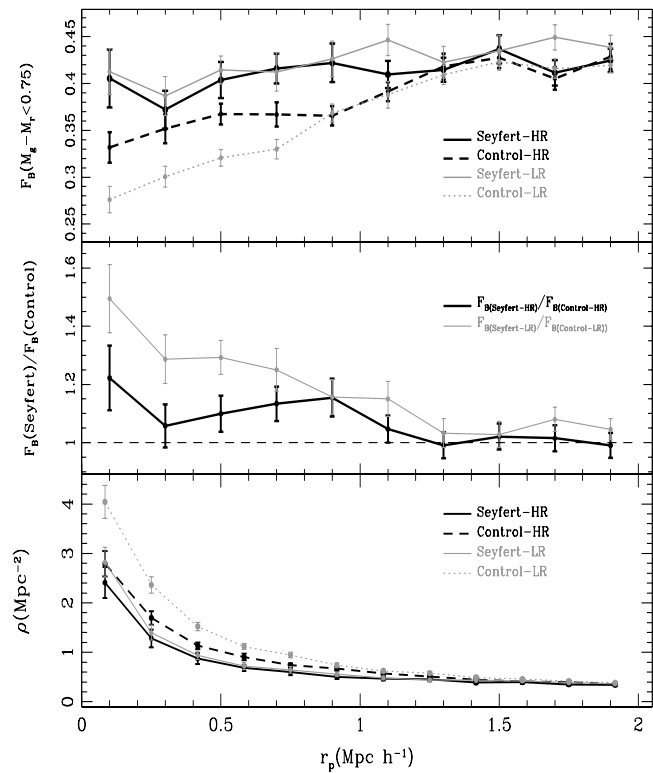 F_B(M_g−M_r<0.75)
0.45
0.4
0.35
0.3
0.25
Seyfert−HR
Control−HR
Seyfert−LR
Control−LR
F_B(Seyfert)/F_B(Control)
1.6
1.4
1.2
1
F_B(Seyfert−HR)/F_B(Control−HR)
F_B(Seyfert−LR)/F_B(Control−LR))
ρ(Mpc⁻²)
4
3
2
1
0
Seyfert−HR
Control−HR
Seyfert−LR
Control−LR
0 0.5 1 1.5 2
r_p(Mpc h⁻¹)